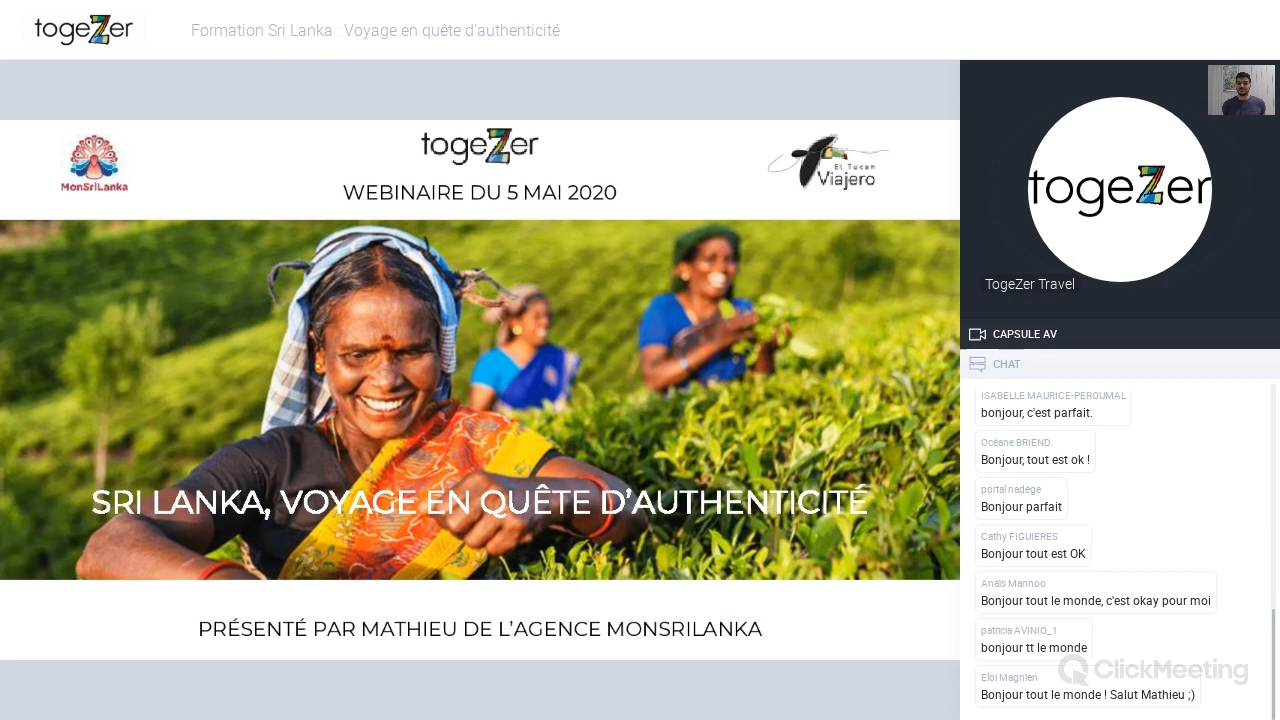 togeZer
Formation Sri Lanka : Voyage en quête d'authenticité
MonSriLanka
togeZer
El Tucan
Viajero
WEBINAIRE DU 5 MAI 2020
SRI LANKA, VOYAGE EN QUÊTE D'AUTHENTICITÉ
PRÉSENTÉ PAR MATHIEU DE L'AGENCE MONSRILANKA
togeZer
TogeZer Travel
CAPSULE AV
CHAT
ISABELLE MAURICE-PEROUMAL
bonjour, c'est parfait.
Océane BRIEND
Bonjour, tout est ok !
portal nadège
Bonjour parfait
Cathy FIGUIERES
Bonjour tout est OK
Anaïs Mannoo
Bonjour tout le monde, c'est okay pour moi
patricia AVINIO_1
bonjour tt le monde
Eloi Magnien
Bonjour tout le monde ! Salut Mathieu ;)
ClickMeeting